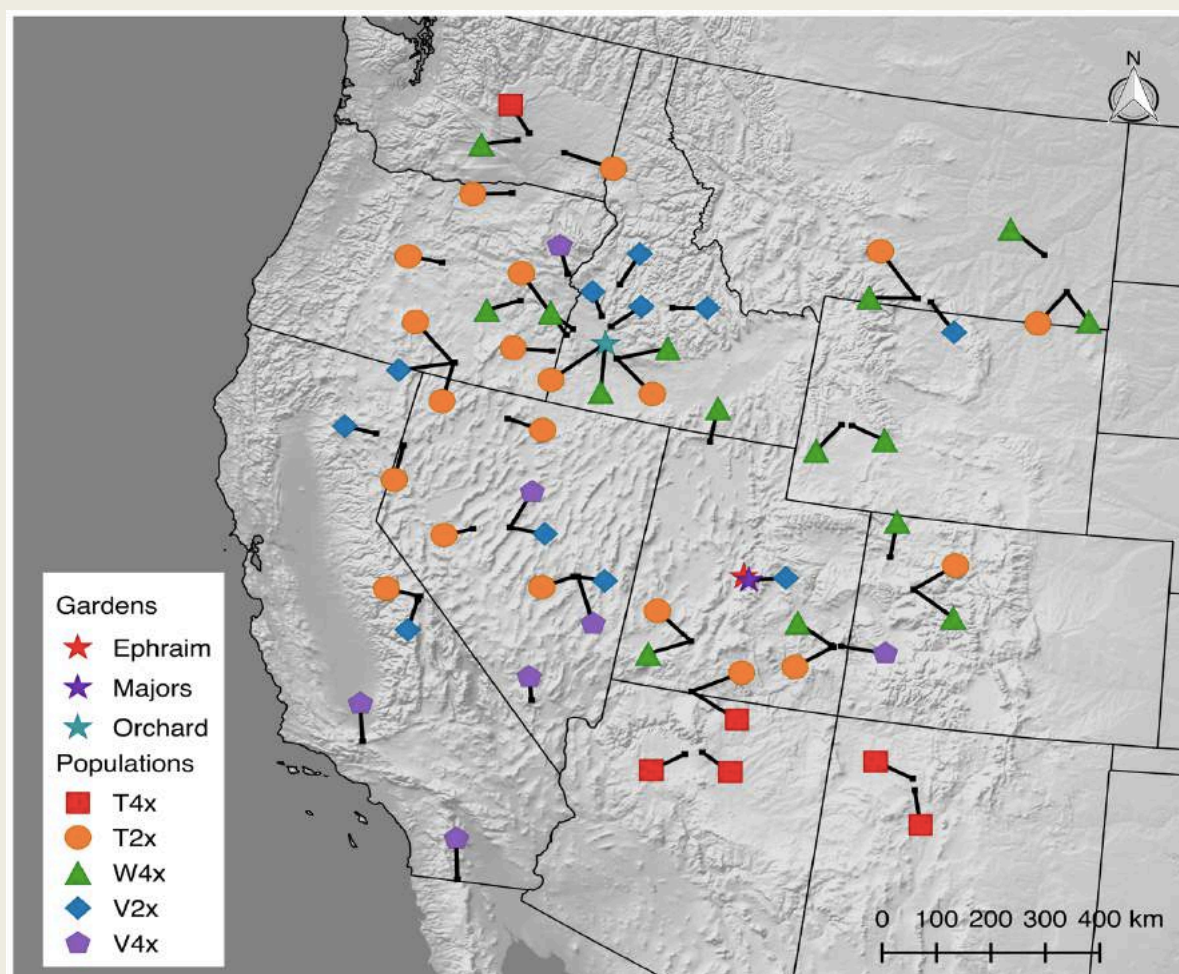 N
Gardens
Ephraim
Majors
Orchard
Populations
T4x
T2x
W4x
V2x
V4x
0 100 200 300 400 km